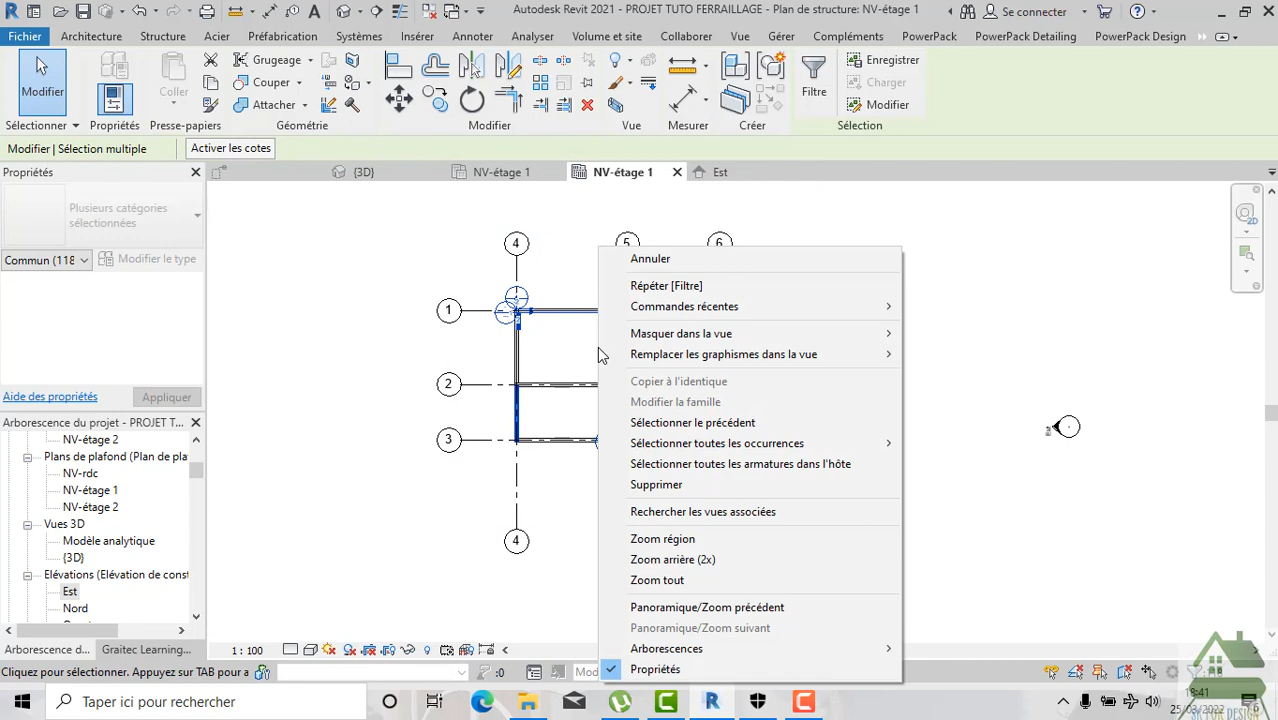 Autodesk Revit 2021 - PROJET TUTO FERRAILLAGE - Plan de structure: NV-étage 1
Se connecter
Fichier Architecture Structure Acier Préfabrication Systèmes Insérer Annoter Analyser Volume et site Collaborer Vue Gérer Compléments PowerPack PowerPack Detailing PowerPack Design
Grugeage
Enregistrer
Modifier
Coller
Couper
Filtre
Charger
Attacher
Modifier
Sélectionner Propriétés Presse-papiers Géométrie Modifier Vue Mesurer Créer Sélection
Modifier | Sélection multiple Activer les cotes
Propriétés
{3D} NV-étage 1 NV-étage 1 Est
Plusieurs catégories
sélectionnées
Commun (118 Modifier le type
2D
4 5 6
1
2
3
4
Annuler
Répéter [Filtre]
Commandes récentes
Masquer dans la vue
Remplacer les graphismes dans la vue
Copier à l'identique
Modifier la famille
Sélectionner le précédent
Sélectionner toutes les occurrences
Sélectionner toutes les armatures dans l'hôte
Supprimer
Rechercher les vues associées
Zoom région
Zoom arrière (2x)
Zoom tout
Panoramique/Zoom précédent
Panoramique/Zoom suivant
Arborescences
Propriétés
Aide des propriétés Appliquer
Arborescence du projet - PROJET T
NV-étage 2
Plans de plafond (Plan de pla
NV-rdc
NV-étage 1
NV-étage 2
Vues 3D
Modèle analytique
{3D}
Elévations (Elévation de cons
Est
Nord
Arborescence d... Graitec Learning...
1 : 100
Cliquez pour sélectionner. Appuyez sur TAB pour a
:0
Taper ici pour rechercher
18:41
25/03/2022